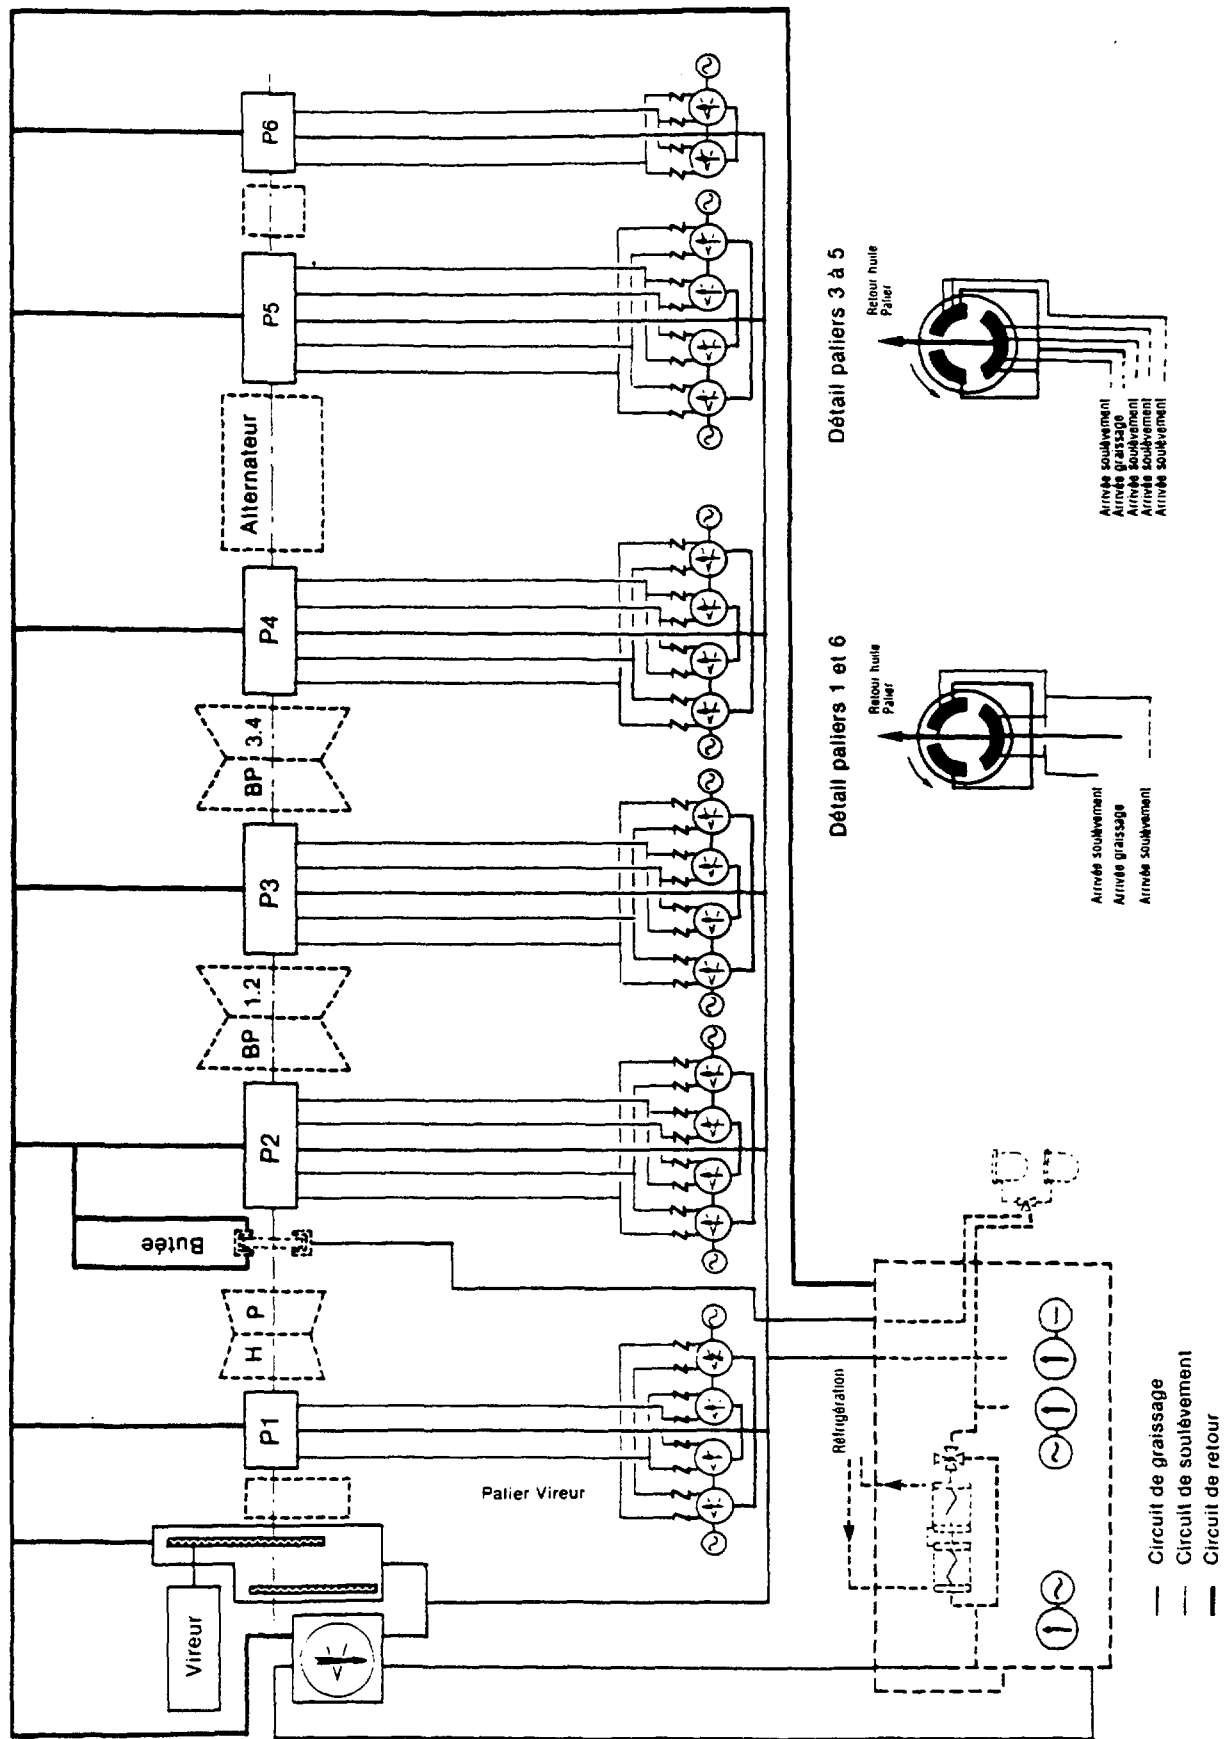 Vireur
P1
H P
Butée
P2
BP 1.2
P3
BP 3.4
P4
Alternateur
P5
P6
Palier Vireur
Réfrigération
Détail paliers 1 et 6
Retour huile
Palier
Arrivée soulèvement
Arrivée graissage
Arrivée soulèvement
Détail paliers 3 à 5
Retour huile
Palier
Arrivée soulèvement
Arrivée graissage
Arrivée soulèvement
Arrivée soulèvement
Arrivée soulèvement
Circuit de graissage
Circuit de soulèvement
Circuit de retour